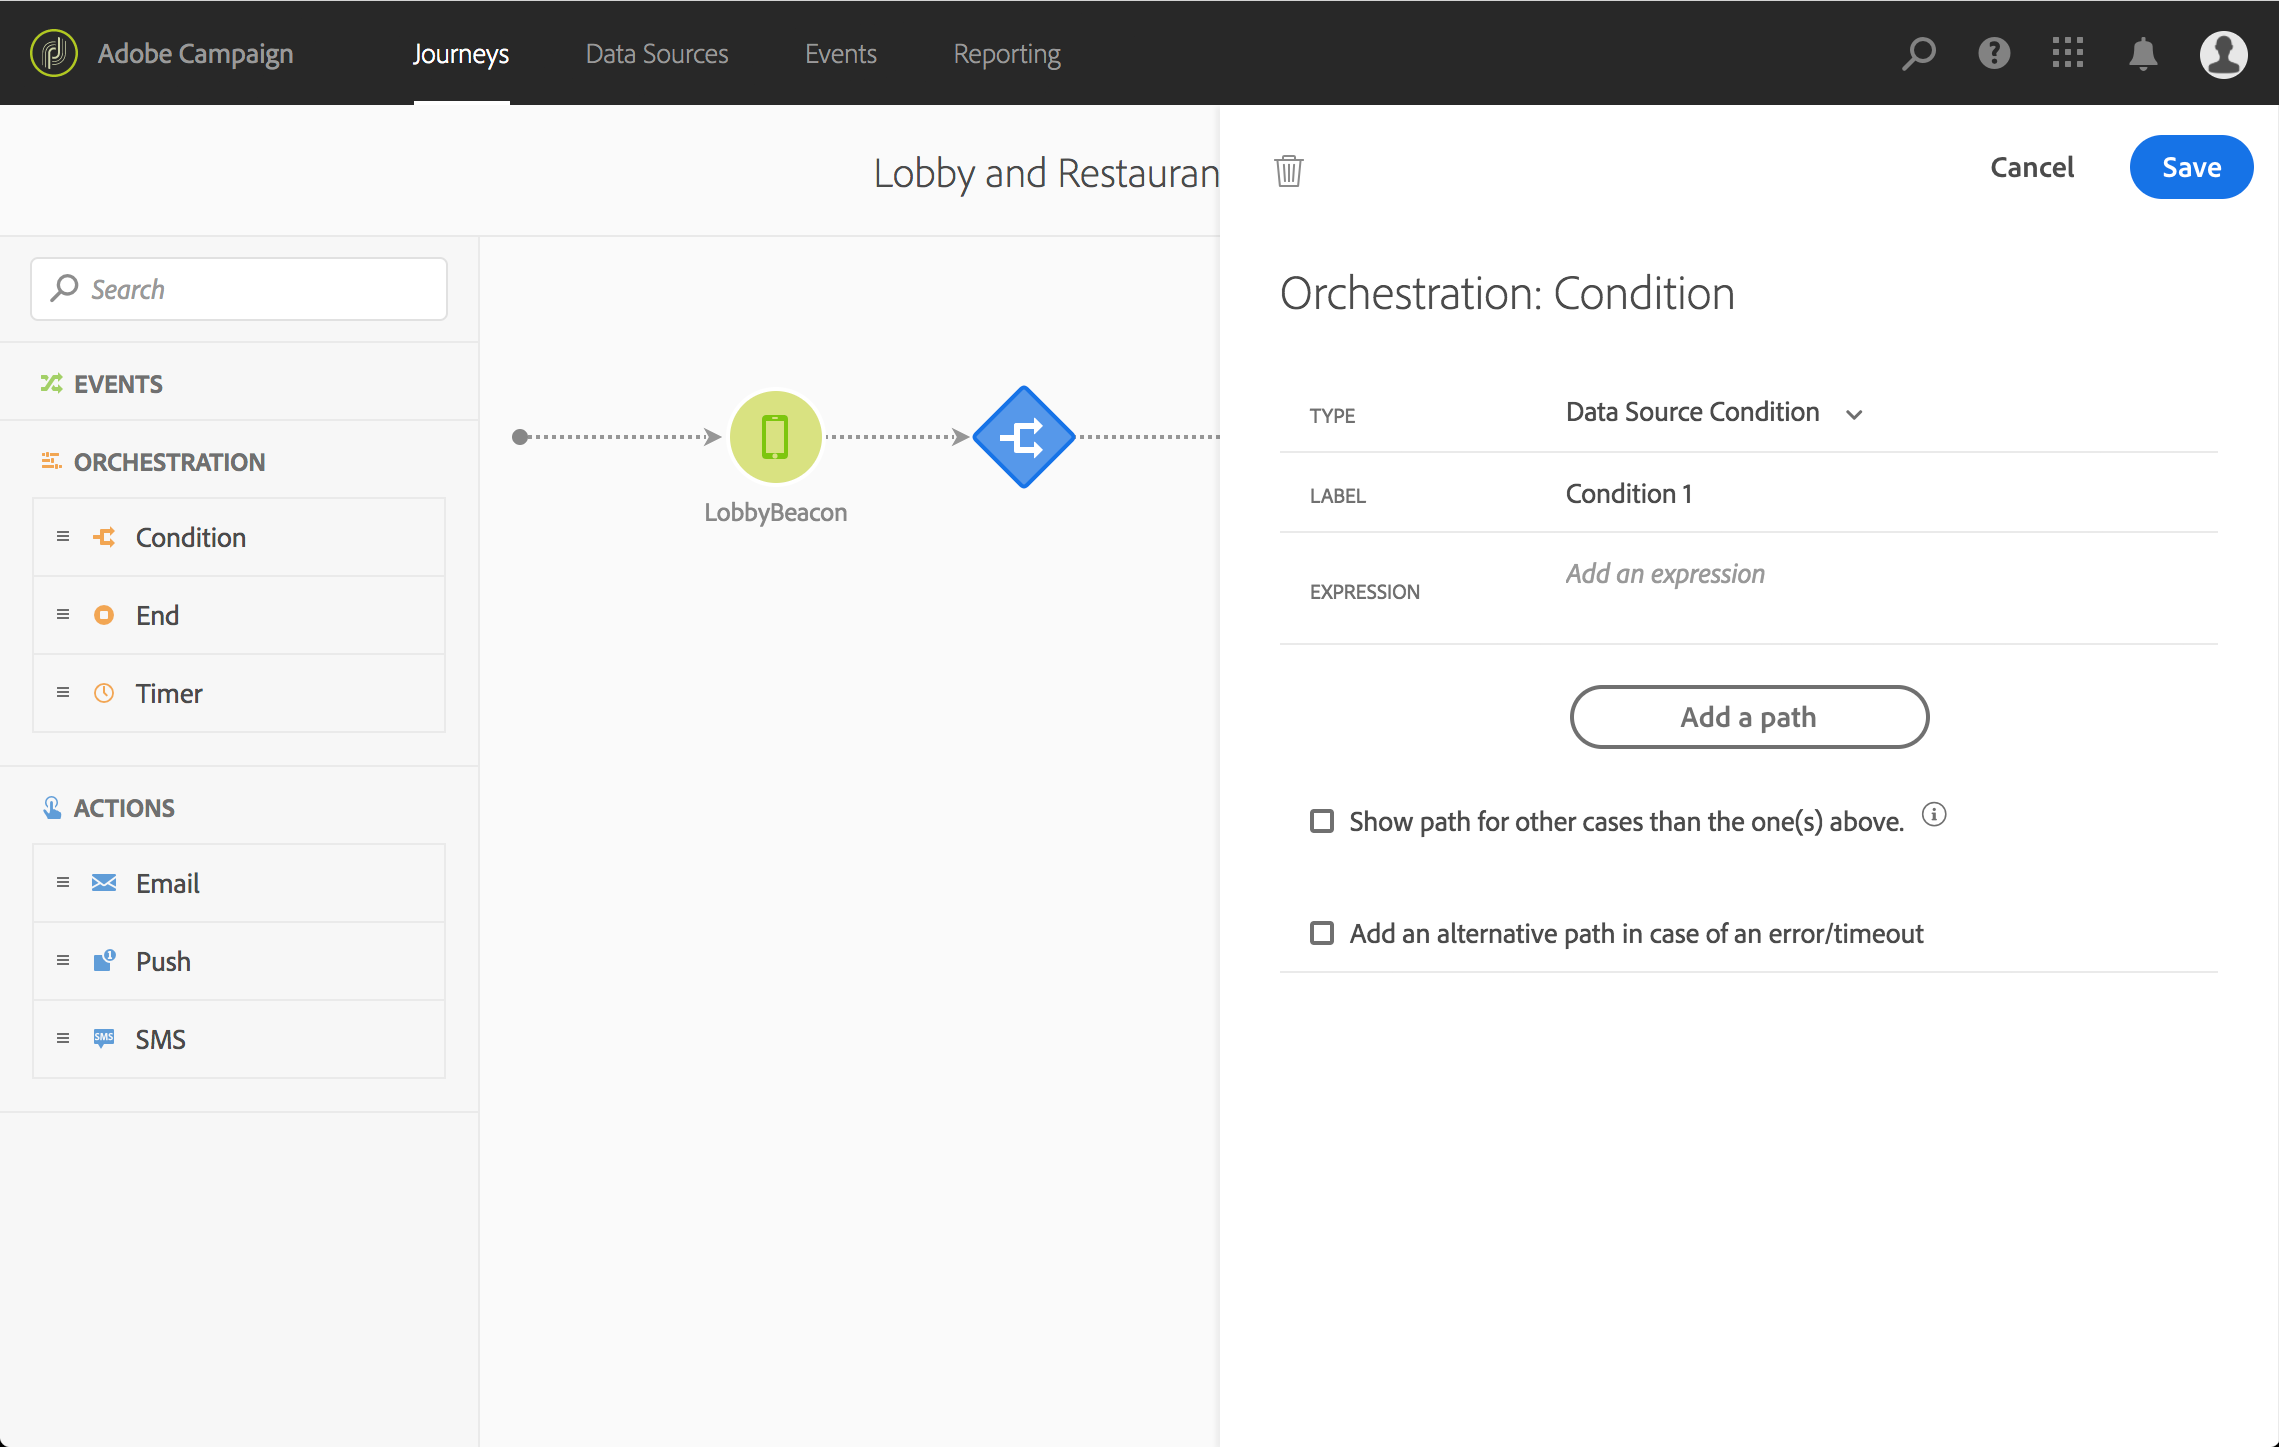 Adobe Campaign
Journeys
Data Sources
Events
Reporting
Lobby and Restauran
Cancel
Save
Search
EVENTS
ORCHESTRATION
Condition
End
Timer
ACTIONS
Email
Push
SMS
SMS
LobbyBeacon
Orchestration: Condition
TYPE Data Source Condition
LABEL Condition 1
EXPRESSION Add an expression
Add a path
Show path for other cases than the one(s) above.
Add an alternative path in case of an error/timeout